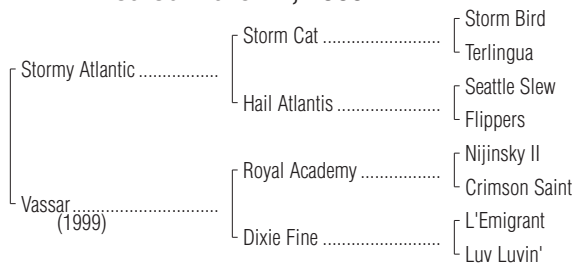 Storm Bird
Storm Cat ........................
Terlingua
Stormy Atlantic .................
Seattle Slew
Hail Atlantis .....................
Flippers
Nijinsky II
Royal Academy .................
Crimson Saint
Vassar...............................
(1999)
L'Emigrant
Dixie Fine .........................
Luv Luvin'